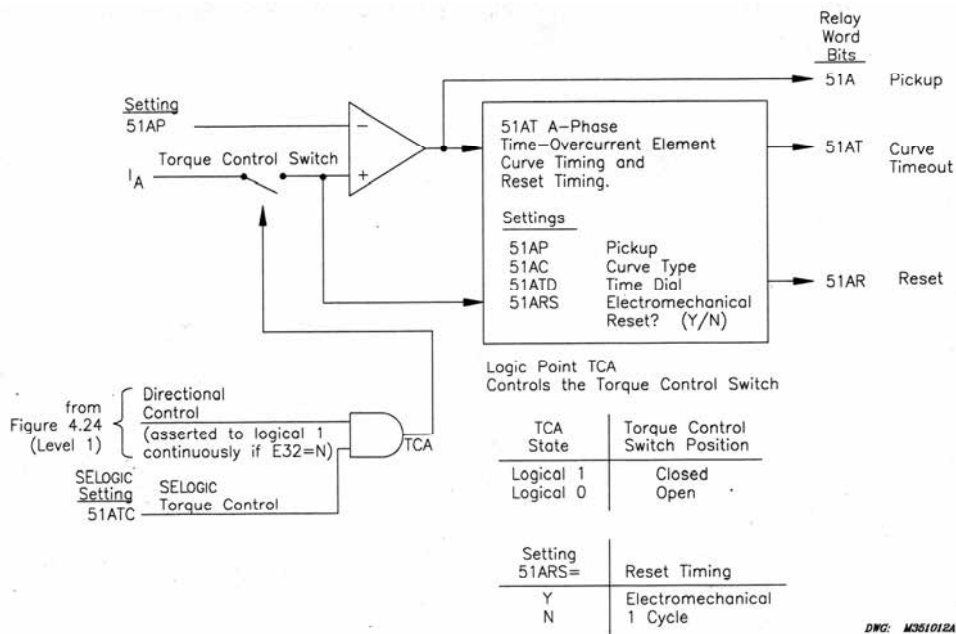 Relay
Word
Bits
51A Pickup
Setting
51AP
−
+
Torque Control Switch
IA
51AT A-Phase
Time-Overcurrent Element
Curve Timing and
Reset Timing.
51AT Curve
Timeout
Settings
51AP Pickup
51AC Curve Type
51ATD Time Dial
51ARS Electromechanical
Reset? (Y/N)
51AR Reset
Logic Point TCA
Controls the Torque Control Switch
from
Figure 4.24
(Level 1)
Directional
Control
(asserted to logical 1
continuously if E32=N)
TCA
SELOGIC
Setting
51ATC
SELOGIC
Torque Control
TCA
State
Torque Control
Switch Position
Logical 1 Closed
Logical 0 Open
Setting
51ARS=
Reset Timing
Y Electromechanical
N 1 Cycle
DWG: M351012A